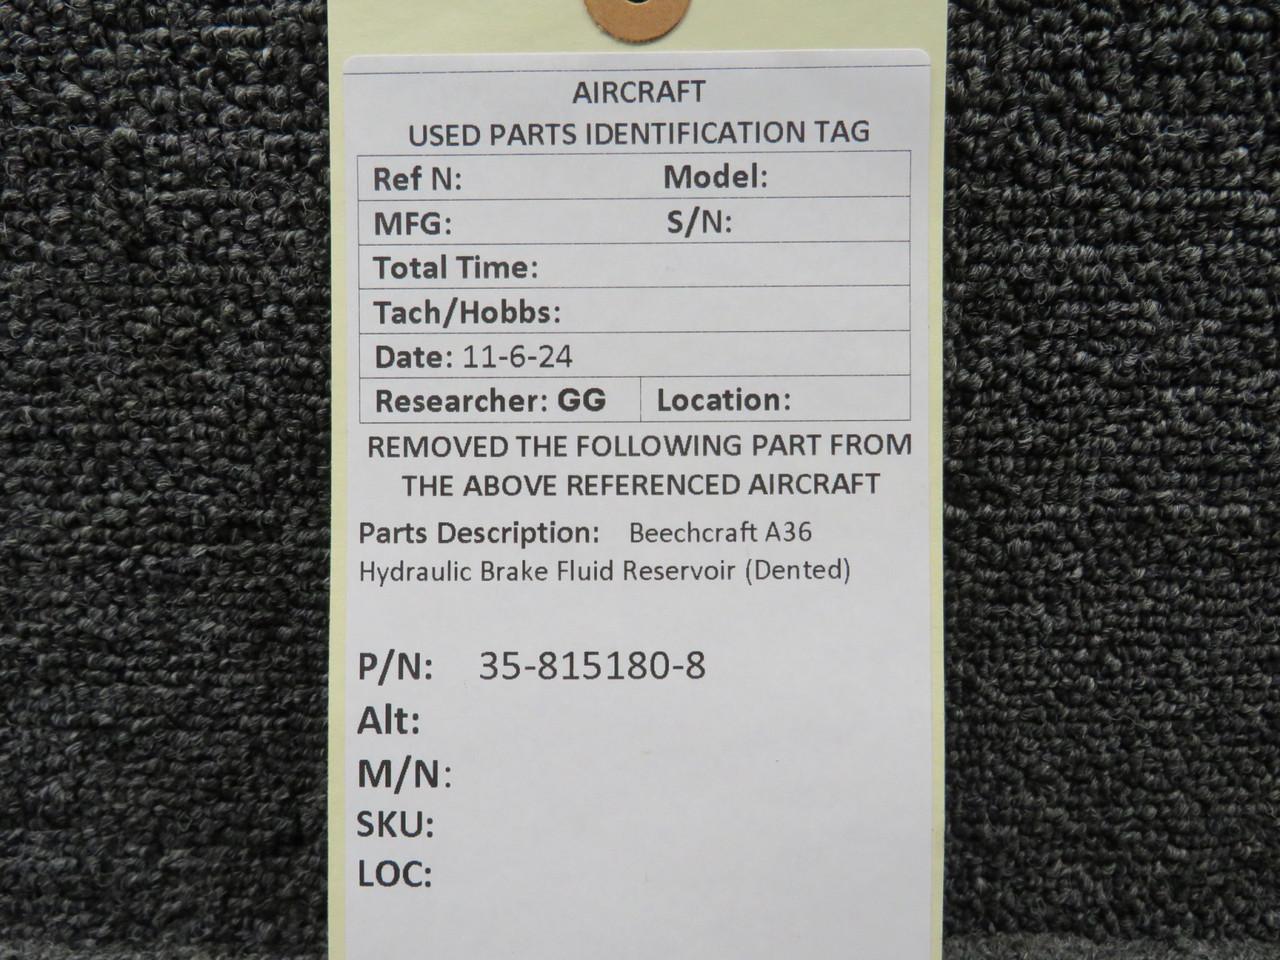 AIRCRAFT
USED PARTS IDENTIFICATION TAG
Ref N: Model:
MFG: S/N:
Total Time:
Tach/Hobbs:
Date: 11-6-24
Researcher: GG Location:
REMOVED THE FOLLOWING PART FROM
THE ABOVE REFERENCED AIRCRAFT
Parts Description: Beechcraft A36
Hydraulic Brake Fluid Reservoir (Dented)
P/N: 35-815180-8
Alt:
M/N:
SKU:
LOC: